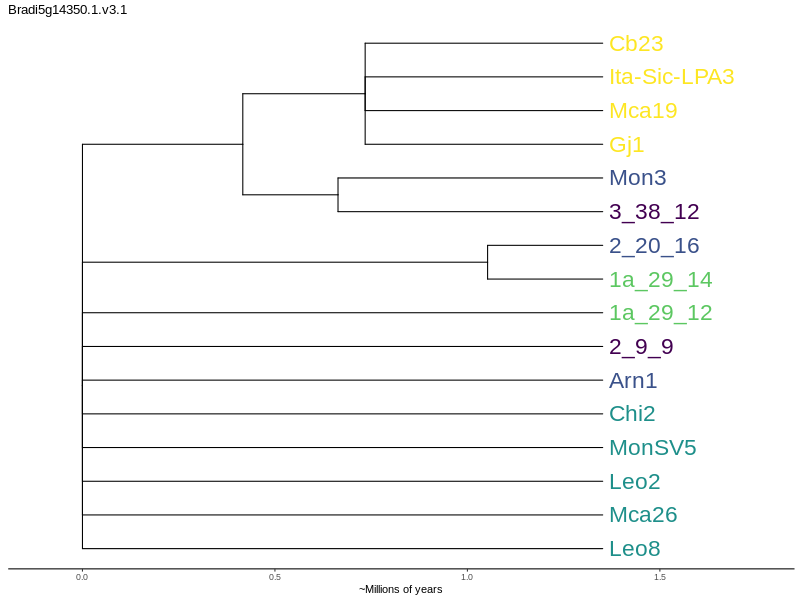 Bradi5g14350.1.v3.1
Cb23
Ita-Sic-LPA3
Mca19
Gj1
Mon3
3_38_12
2_20_16
1a_29_14
1a_29_12
2_9_9
Arn1
Chi2
MonSV5
Leo2
Mca26
Leo8
0.0 0.5 1.0 1.5
~Millions of years